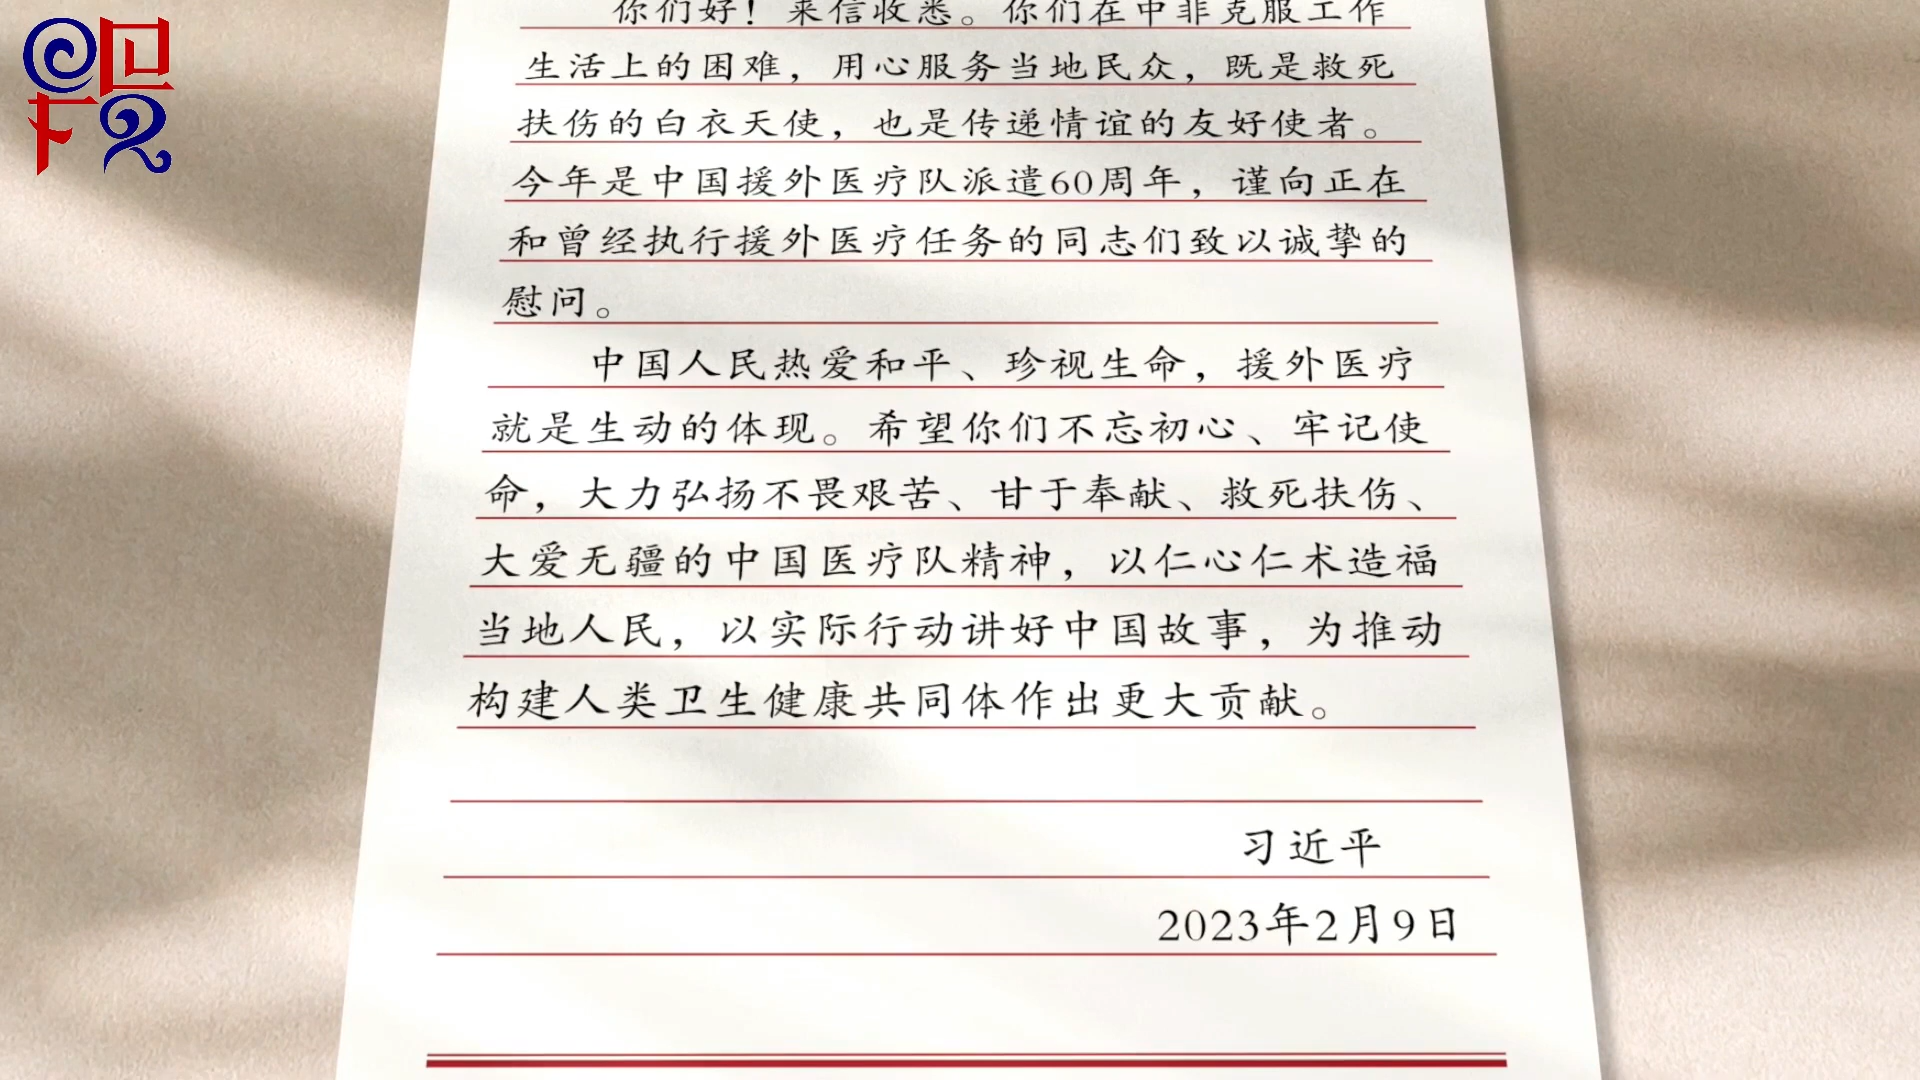 你们好！来信收悉。你们在中非克服工作
生活上的困难，用心服务当地民众，既是救死
扶伤的白衣天使，也是传递情谊的友好使者。
今年是中国援外医疗队派遣60周年，谨向正在
和曾经执行援外医疗任务的同志们致以诚挚的
慰问。
中国人民热爱和平、珍视生命，援外医疗
就是生动的体现。希望你们不忘初心、牢记使
命，大力弘扬不畏艰苦、甘于奉献、救死扶伤、
大爱无疆的中国医疗队精神，以仁心仁术造福
当地人民，以实际行动讲好中国故事，为推动
构建人类卫生健康共同体作出更大贡献。
习近平
2023年2月9日